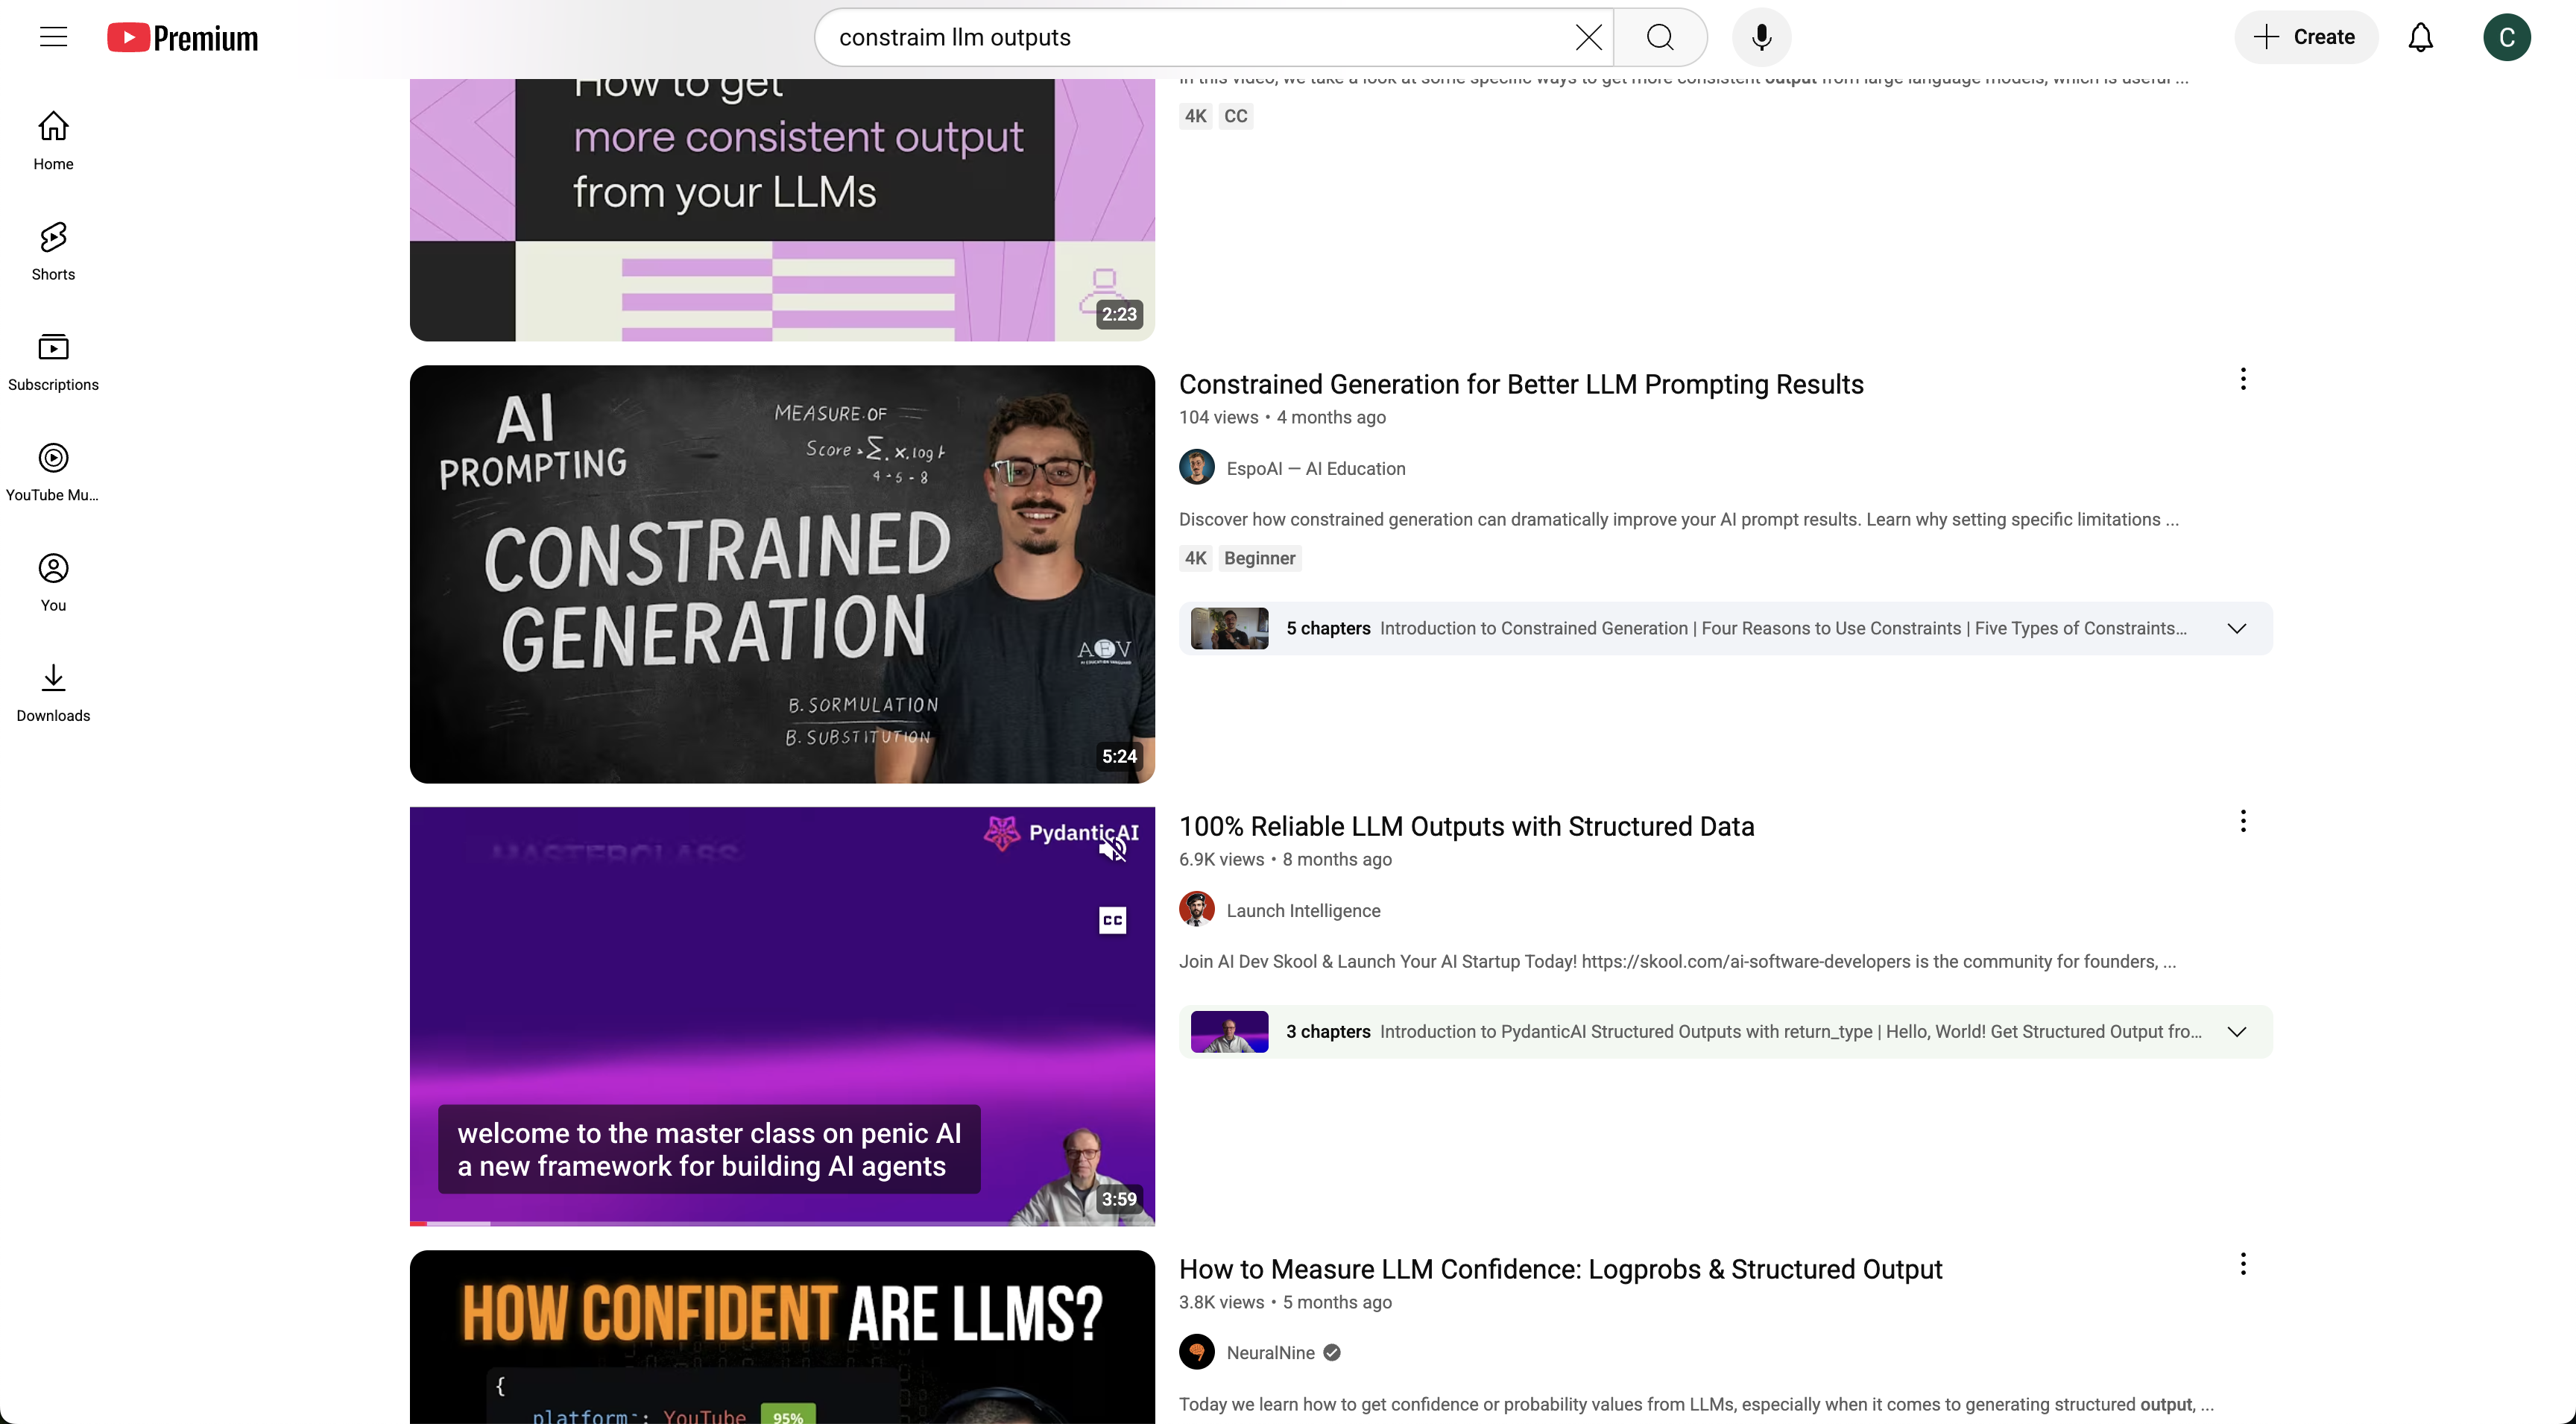 Premium
constraim llm outputs
Create
C
Home
Shorts
Subscriptions
YouTube Mu...
You
Downloads
How to get
more consistent output
from your LLMs
2:23
In this video, we take a look at some specific ways to get more consistent output from large language models, which is useful ...
4K CC
AI
PROMPTING
MEASURE.OF
CONSTRAINED
GENERATION
AEV
B. SORMULATION
B. SUBSTITUTION
5:24
Constrained Generation for Better LLM Prompting Results
104 views • 4 months ago
EspoAI — AI Education
Discover how constrained generation can dramatically improve your AI prompt results. Learn why setting specific limitations ...
4K Beginner
5 chapters Introduction to Constrained Generation | Four Reasons to Use Constraints | Five Types of Constraints...
MASTERCLASS
PydanticAI
CC
welcome to the master class on penic AI
a new framework for building AI agents
3:59
100% Reliable LLM Outputs with Structured Data
6.9K views • 8 months ago
Launch Intelligence
Join AI Dev Skool & Launch Your AI Startup Today! https://skool.com/ai-software-developers is the community for founders, ...
3 chapters Introduction to PydanticAI Structured Outputs with return_type | Hello, World! Get Structured Output fro...
HOW CONFIDENT ARE LLMS?
{
platform": YouTube 95%
How to Measure LLM Confidence: Logprobs & Structured Output
3.8K views • 5 months ago
NeuralNine
Today we learn how to get confidence or probability values from LLMs, especially when it comes to generating structured output, ...